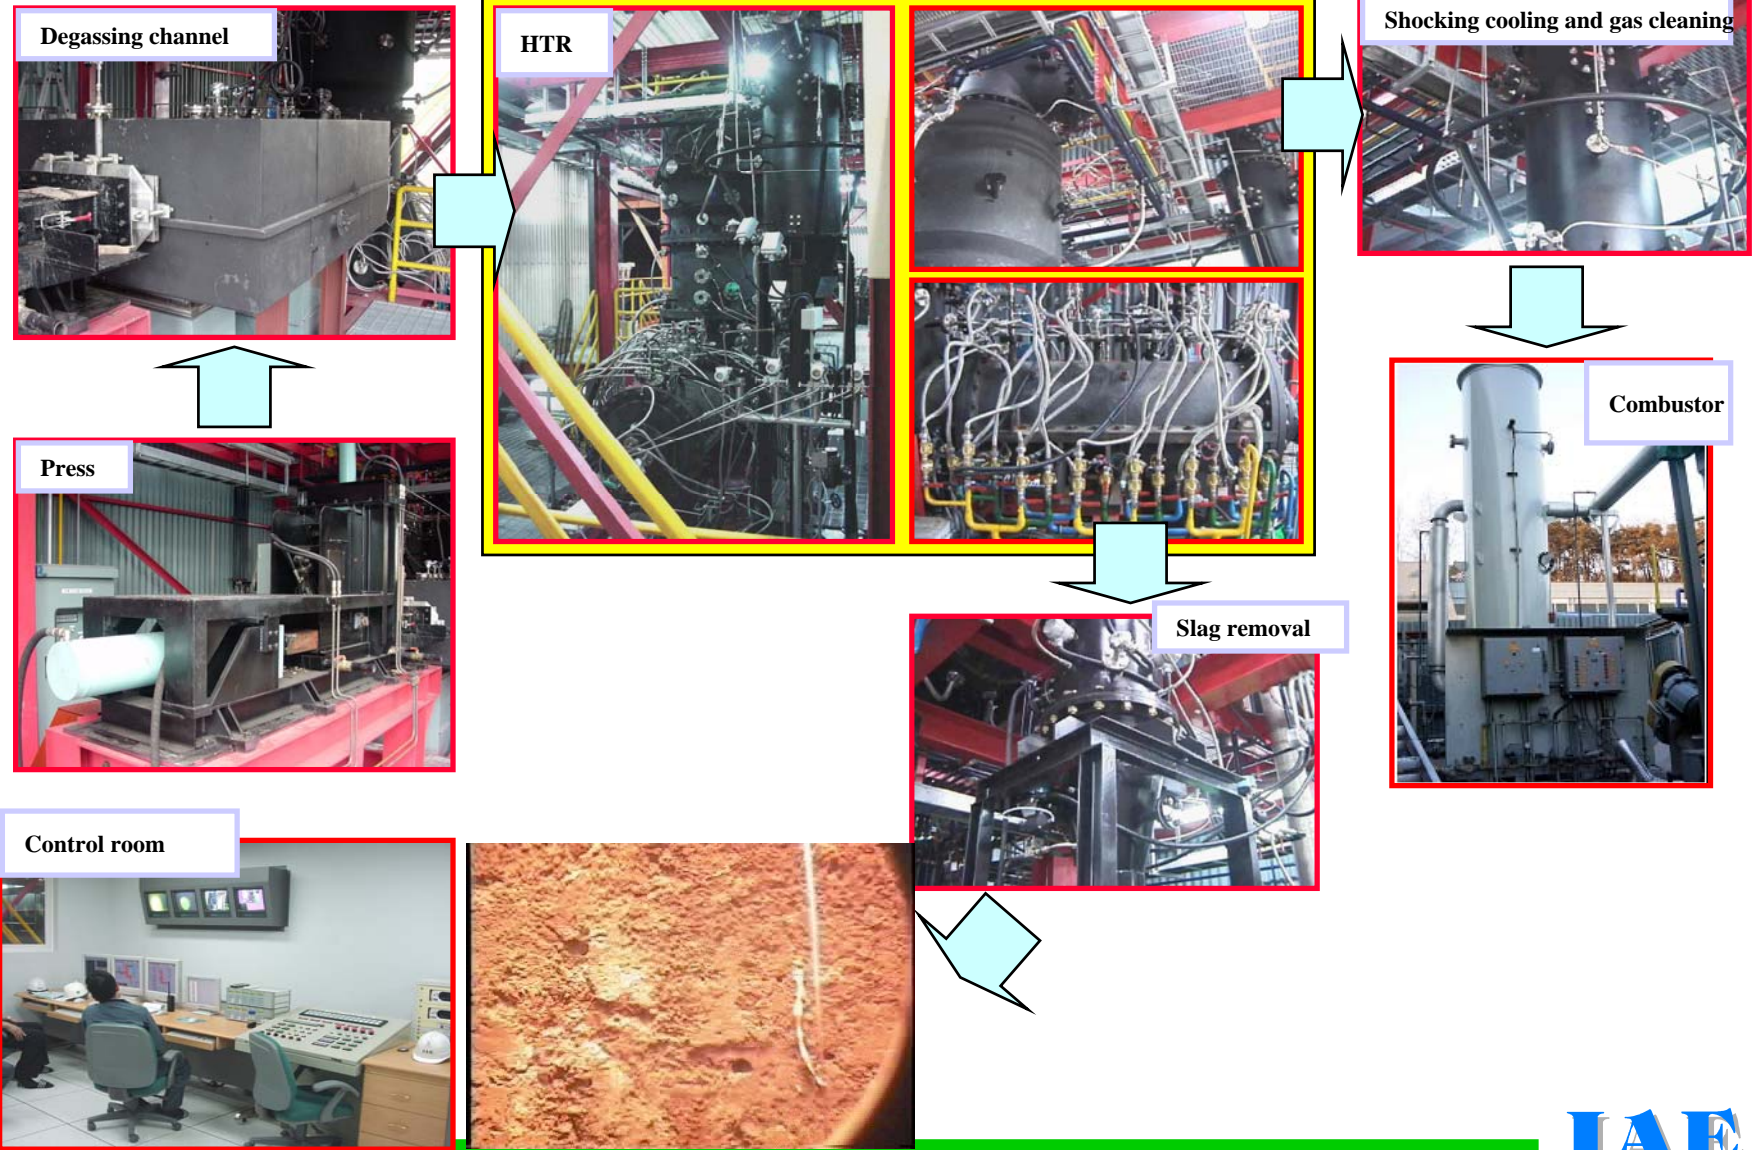 Degassing channel
HTR
Shocking cooling and gas cleaning
Combustor
Press
Slag removal
Control room
IAE